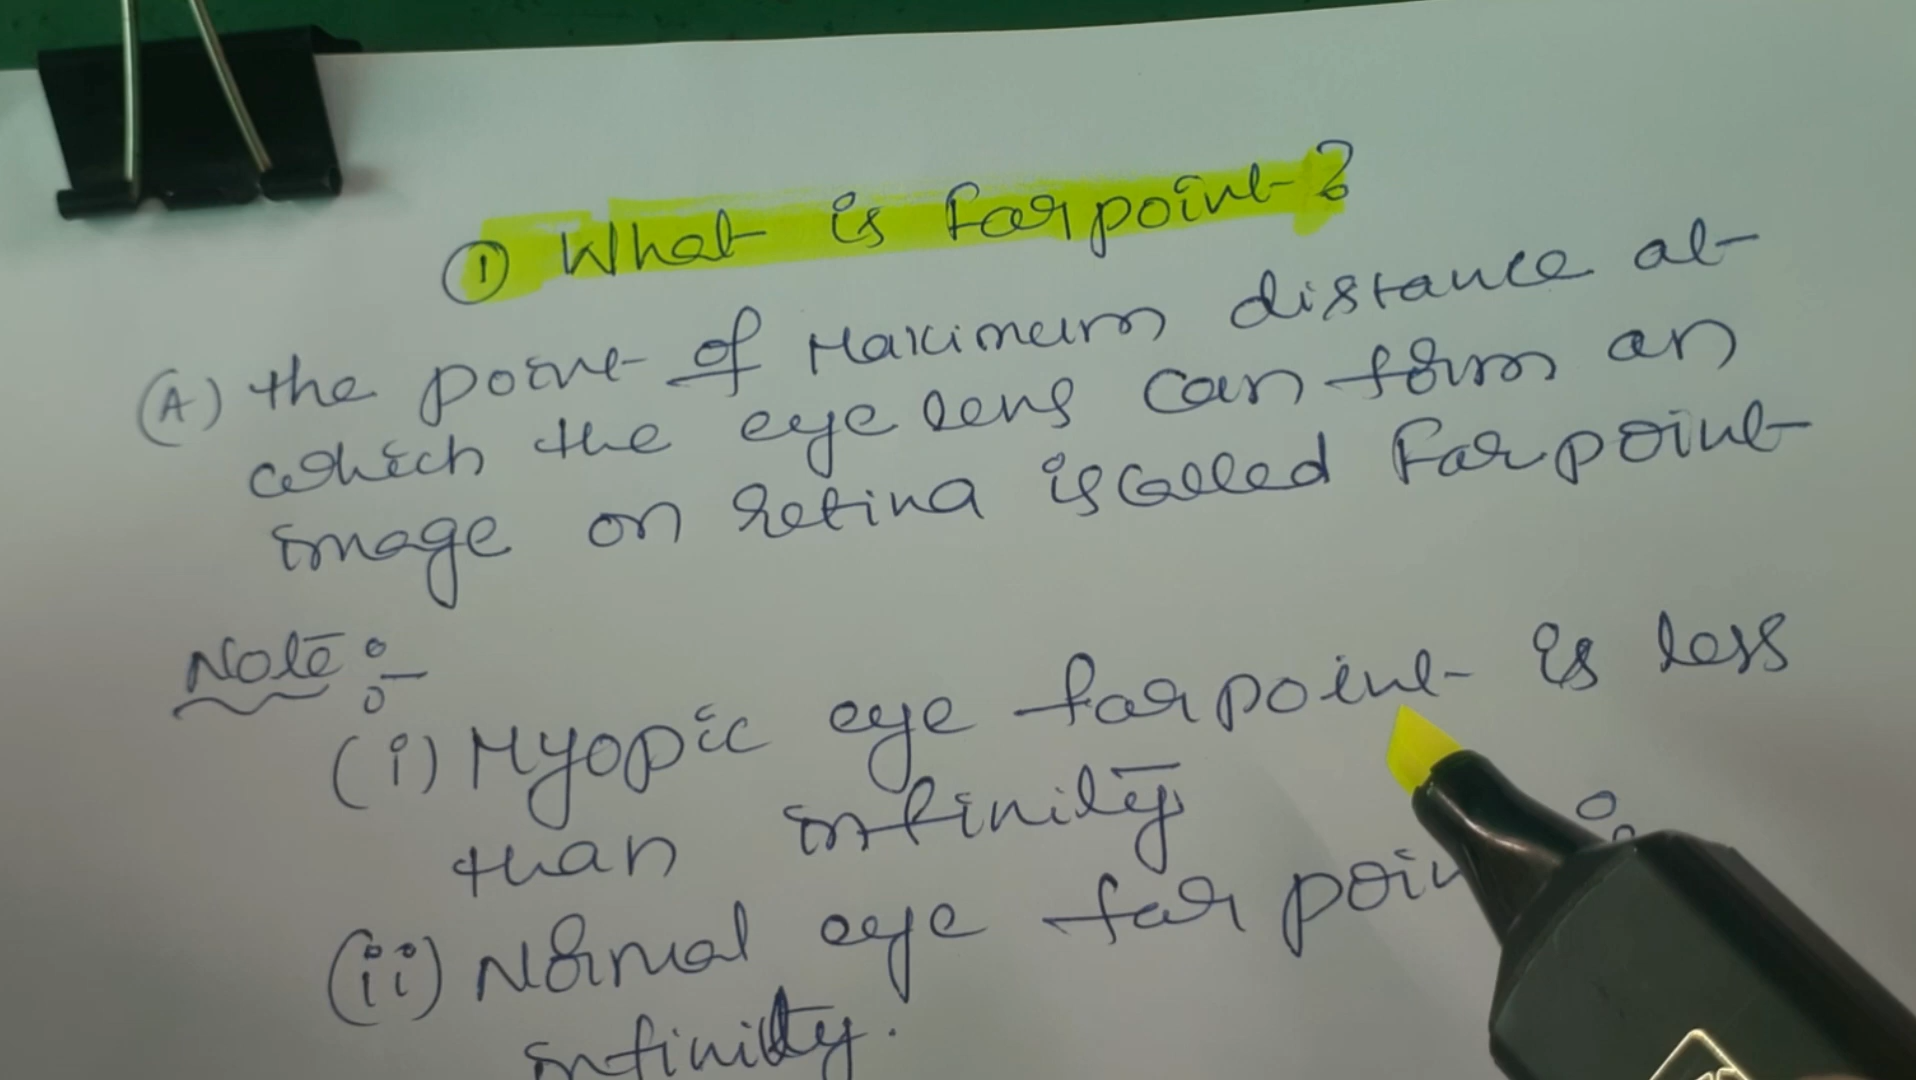 ① What is far point?
(A) the point of Maximum distance at
which the eye lens can form an
image on retina is called Far point
Note :-
(i) Myopic eye far point is less
than infinity
(ii) Normal eye far poin
infinity.